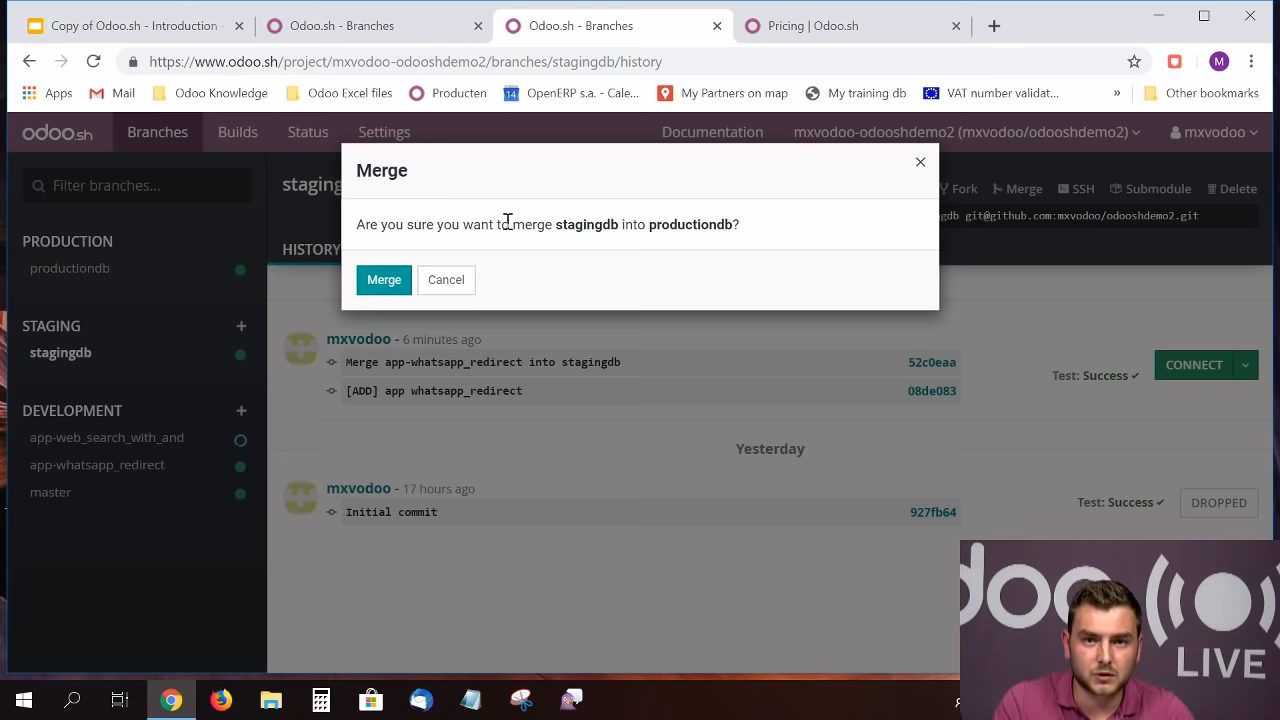 Copy of Odoo.sh - Introduction
Odoo.sh - Branches
Odoo.sh - Branches
Pricing | Odoo.sh
https://www.odoo.sh/project/mxvodoo-odooshdemo2/branches/stagingdb/history
M
Apps
Mail
Odoo Knowledge
Odoo Excel files
Producten
14
OpenERP s.a. - Cale...
My Partners on map
My training db
VAT number validat...
»
Other bookmarks
odoo.sh
Branches
Builds
Status
Settings
Documentation
mxvodoo-odooshdemo2 (mxvodoo/odooshdemo2)
mxvodoo
Filter branches...
PRODUCTION
productiondb
STAGING
stagingdb
DEVELOPMENT
app-web_search_with_and
app-whatsapp_redirect
master
staging
Fork
Merge
SSH
Submodule
Delete
gdb git@github.com:mxvodoo/odooshdemo2.git
HISTORY
Merge
Are you sure you want to merge stagingdb into productiondb?
Merge
Cancel
mxvodoo - 6 minutes ago
Merge app-whatsapp_redirect into stagingdb
52c0eaa
[ADD] app whatsapp_redirect
08de083
Test: Success
CONNECT
Yesterday
mxvodoo - 17 hours ago
Initial commit
927fb64
Test: Success
DROPPED
doo
LIVE